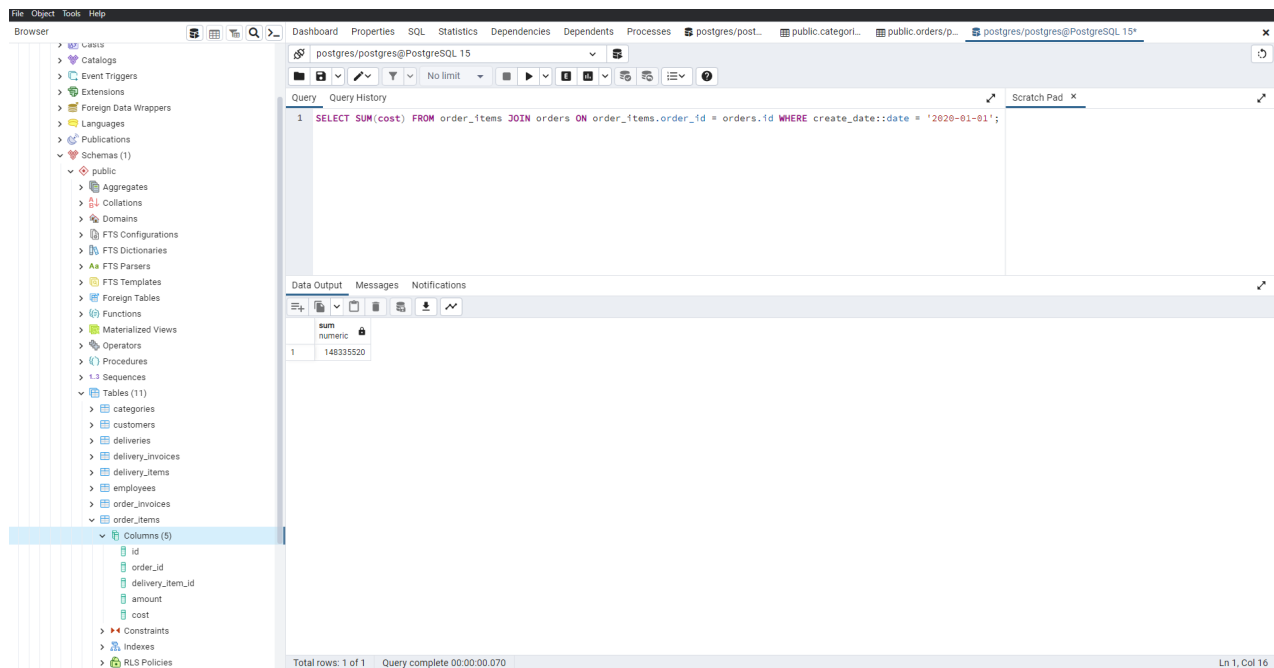 File Object Tools Help
Browser
Dashboard Properties SQL Statistics Dependencies Dependents Processes postgres/post... public.categori... public.orders/p... postgres/postgres@PostgreSQL 15*
Casts
Catalogs
Event Triggers
Extensions
Foreign Data Wrappers
Languages
Publications
Schemas (1)
public
Aggregates
Collations
Domains
FTS Configurations
FTS Dictionaries
Aa FTS Parsers
FTS Templates
Foreign Tables
Functions
Materialized Views
Operators
Procedures
1..3 Sequences
Tables (11)
categories
customers
deliveries
delivery_invoices
delivery_items
employees
order_invoices
order_items
Columns (5)
id
order_id
delivery_item_id
amount
cost
Constraints
Indexes
RLS Policies
postgres/postgres@PostgreSQL 15
No limit
Query Query History
Scratch Pad
1 SELECT SUM(cost) FROM order_items JOIN orders ON order_items.order_id = orders.id WHERE create_date::date = '2020-01-01';
Data Output Messages Notifications
sum
numeric
1 148335520
Total rows: 1 of 1 Query complete 00:00:00.070 Ln 1, Col 16